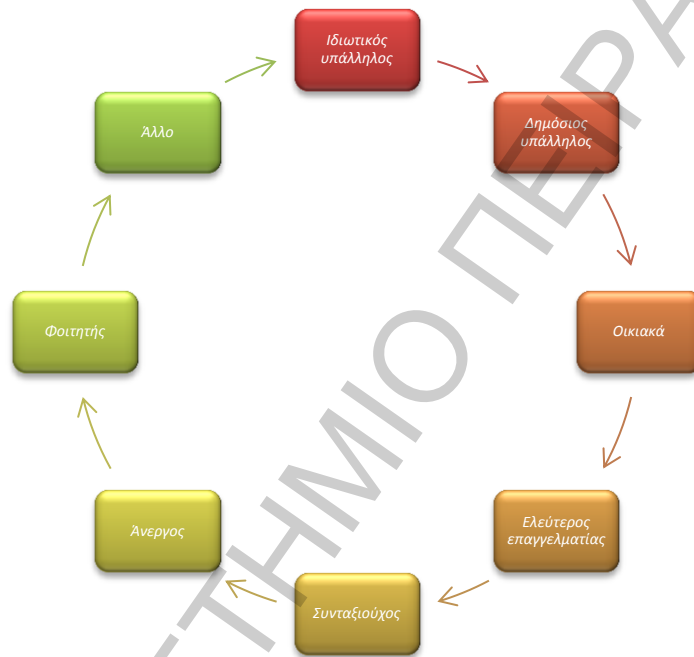 Ιδιωτικός
υπάλληλος
Δημόσιος
υπάλληλος
Οικιακά
Ελεύτερος
επαγγελματίας
Συνταξιούχος
Άνεργος
Φοιτητής
Άλλο